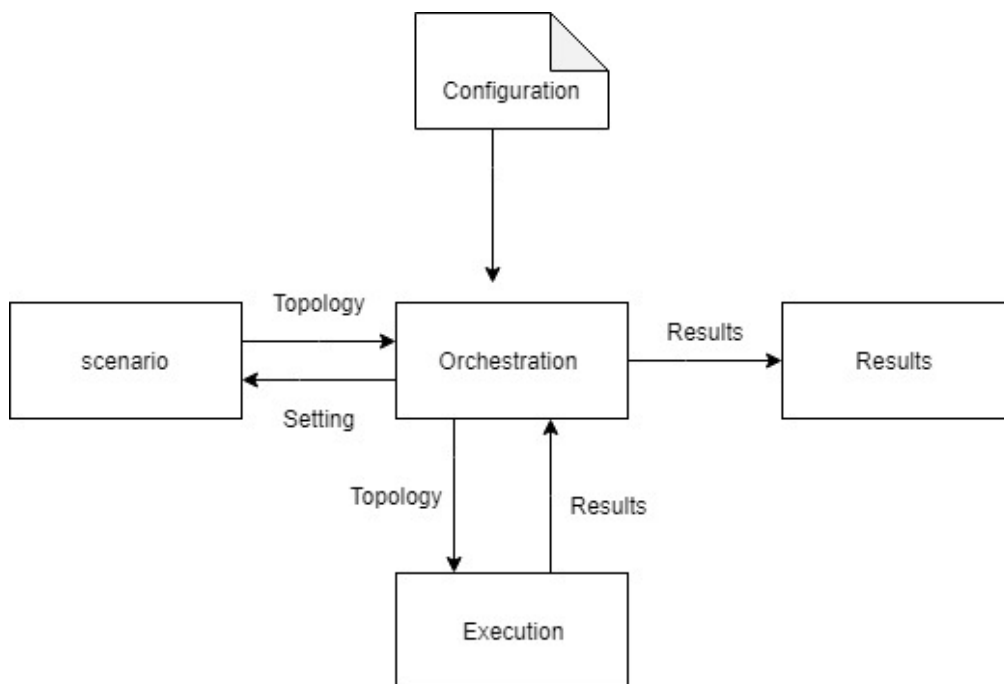 Configuration
Topology
scenario
Orchestration
Results
Results
Setting
Topology
Results
Execution